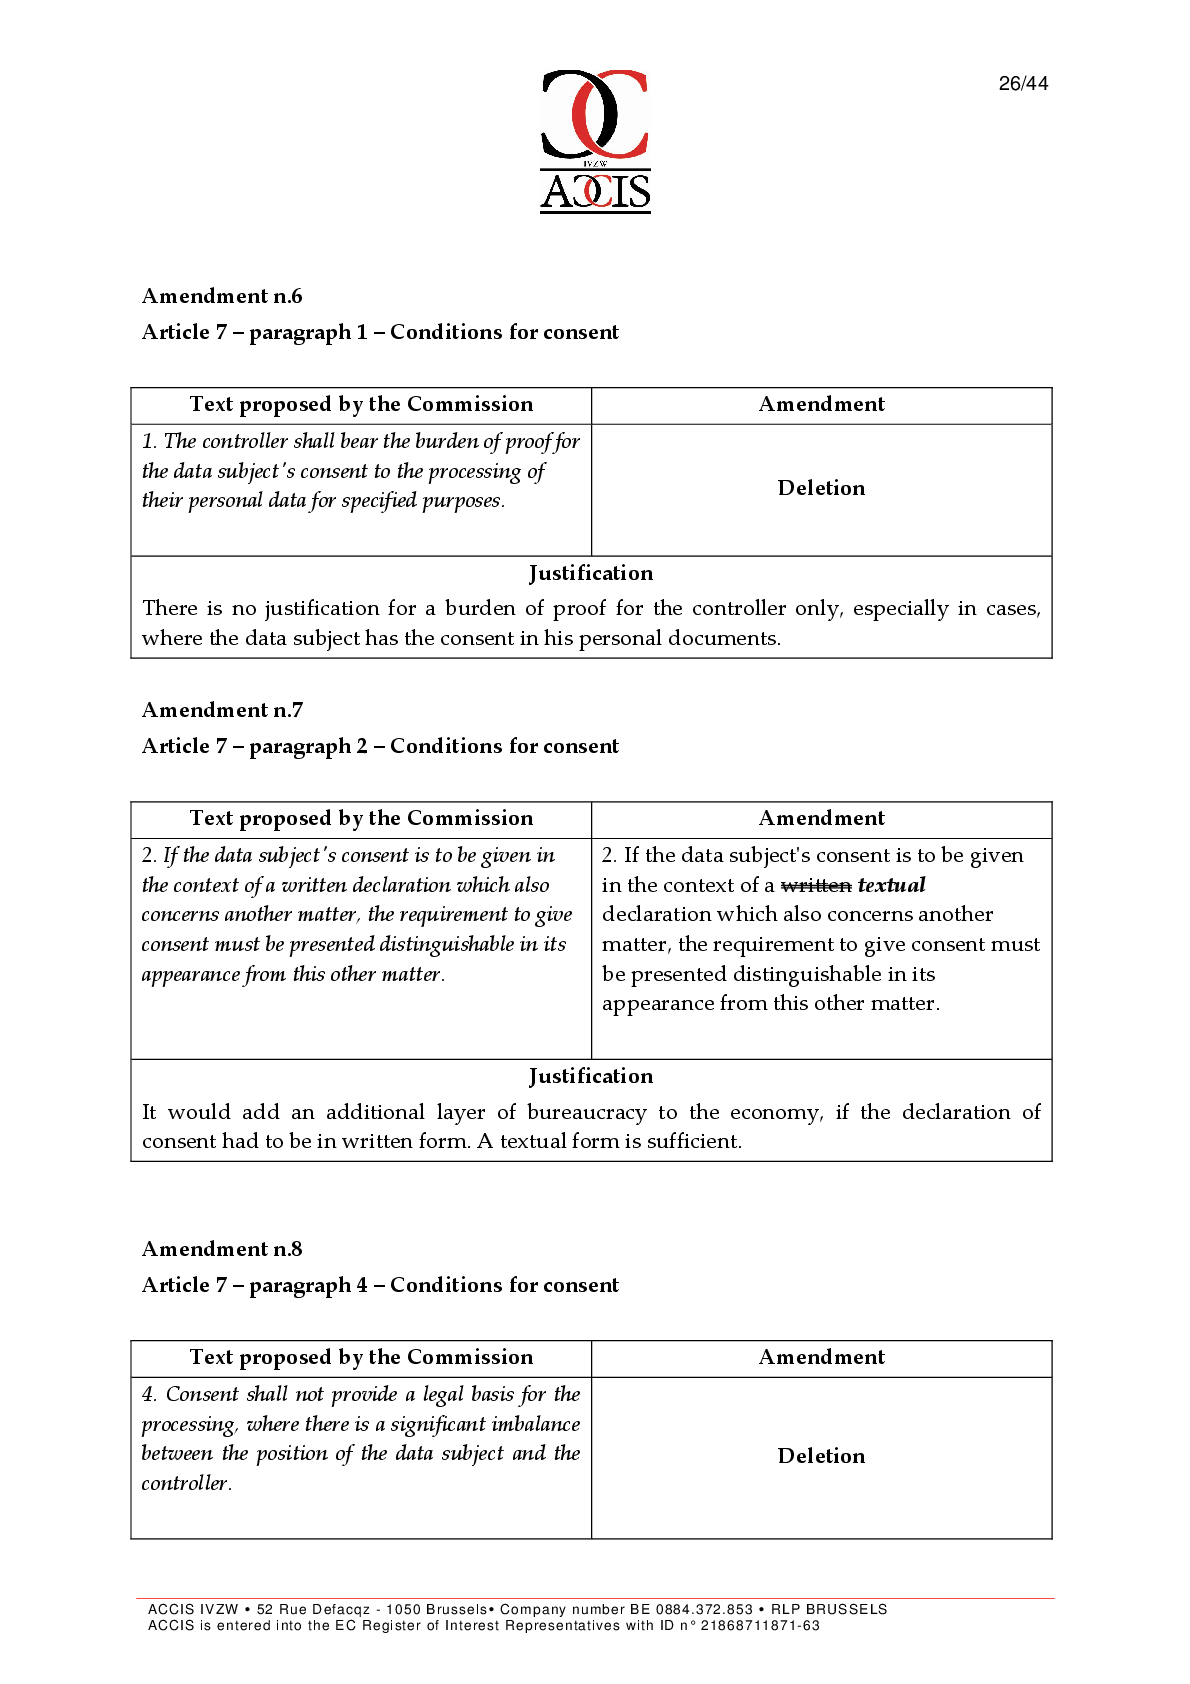 26/44
IVZW
ACCIS
Amendment n.6
Article 7 – paragraph 1 – Conditions for consent
Text proposed by the Commission
Amendment
1. The controller shall bear the burden of proof for
the data subject's consent to the processing of
their personal data for specified purposes.
Deletion
Justification
There is no justification for a burden of proof for the controller only, especially in cases,
where the data subject has the consent in his personal documents.
Amendment n.7
Article 7 – paragraph 2 – Conditions for consent
Text proposed by the Commission
Amendment
2. If the data subject's consent is to be given in
the context of a written declaration which also
concerns another matter, the requirement to give
consent must be presented distinguishable in its
appearance from this other matter.
2. If the data subject's consent is to be given
in the context of a written textual
declaration which also concerns another
matter, the requirement to give consent must
be presented distinguishable in its
appearance from this other matter.
Justification
It would add an additional layer of bureaucracy to the economy, if the declaration of
consent had to be in written form. A textual form is sufficient.
Amendment n.8
Article 7 – paragraph 4 – Conditions for consent
Text proposed by the Commission
Amendment
4. Consent shall not provide a legal basis for the
processing, where there is a significant imbalance
between the position of the data subject and the
controller.
Deletion
ACCIS IVZW • 52 Rue Defacqz - 1050 Brussels• Company number BE 0884.372.853 • RLP BRUSSELS
ACCIS is entered into the EC Register of Interest Representatives with ID n° 21868711871-63